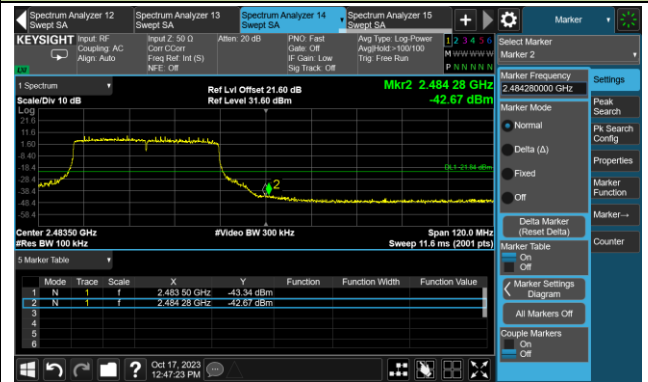 Spectrum Analyzer 12 Swept SA
Spectrum Analyzer 13 Swept SA
Spectrum Analyzer 14 Swept SA
Spectrum Analyzer 15 Swept SA
+
Marker
KEYSIGHT
Input: RF
Coupling: AC
Align: Auto
Input Z: 50 Ω
Corr CCorr
Freq Ref: Int (S)
NFE: Off
Atten: 20 dB
PNO: Fast
Gate: Off
IF Gain: Low
Sig Track: Off
Avg Type: Log-Power
Avg|Hold >100/100
Trig: Free Run
1 2 3 4 5 6
M W W W W W
P N N N N N
Select Marker
Marker 2
1 Spectrum
Scale/Div 10 dB
Log
Ref Lvl Offset 21.60 dB
Ref Level 31.60 dBm
Mkr2 2.484 28 GHz
-42.67 dBm
21.6
11.6
1.60
-8.40
-18.4
-28.4
-38.4
-48.4
-58.4
DL1 -21.54 dBm
2
Center 2.48350 GHz
#Res BW 100 kHz
#Video BW 300 kHz
Span 120.0 MHz
Sweep 11.6 ms (2001 pts)
5 Marker Table
Mode Trace Scale X Y Function Function Width Function Value
1 N 1 f 2.483 50 GHz -43.34 dBm
2 N 1 f 2.484 28 GHz -42.67 dBm
3
4
5
6
Marker Frequency
2.484280000 GHz
Marker Mode
Normal
Delta (Δ)
Fixed
Off
Delta Marker
(Reset Delta)
Marker Table
On
Off
Marker Settings
Diagram
All Markers Off
Couple Markers
On
Off
Settings
Peak
Search
Pk Search
Config
Properties
Marker
Function
Marker→
Counter
?
Oct 17, 2023
12:47:23 PM